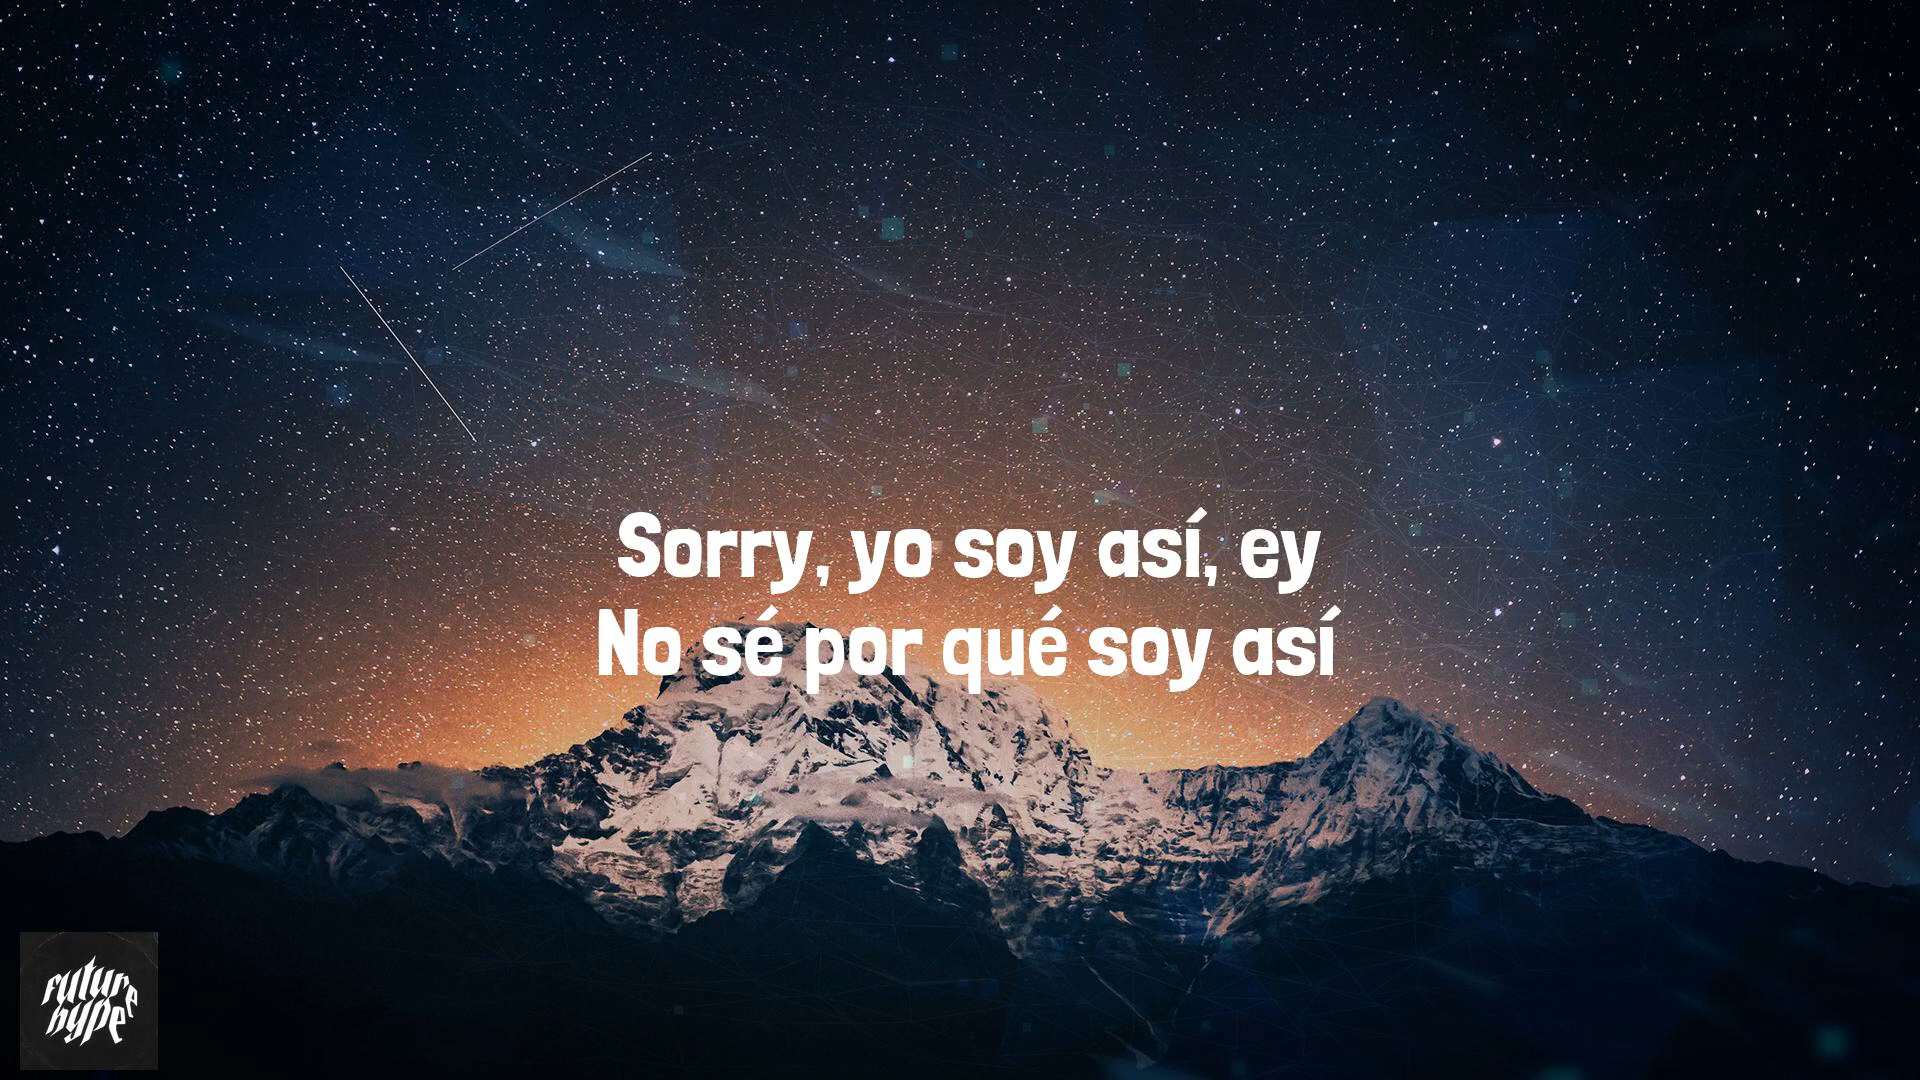 Sorry, yo soy así, ey
No sé por qué soy así
future
hype